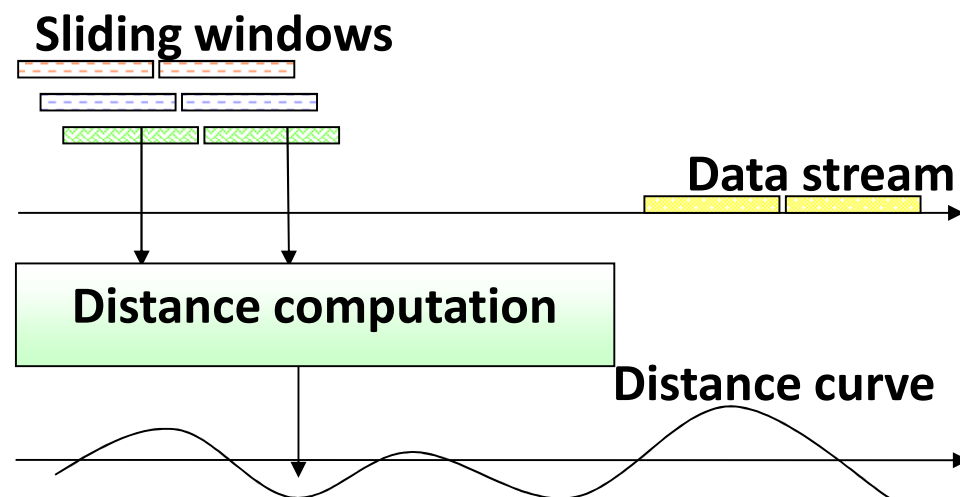 Sliding windows
Data stream
Distance computation
Distance curve